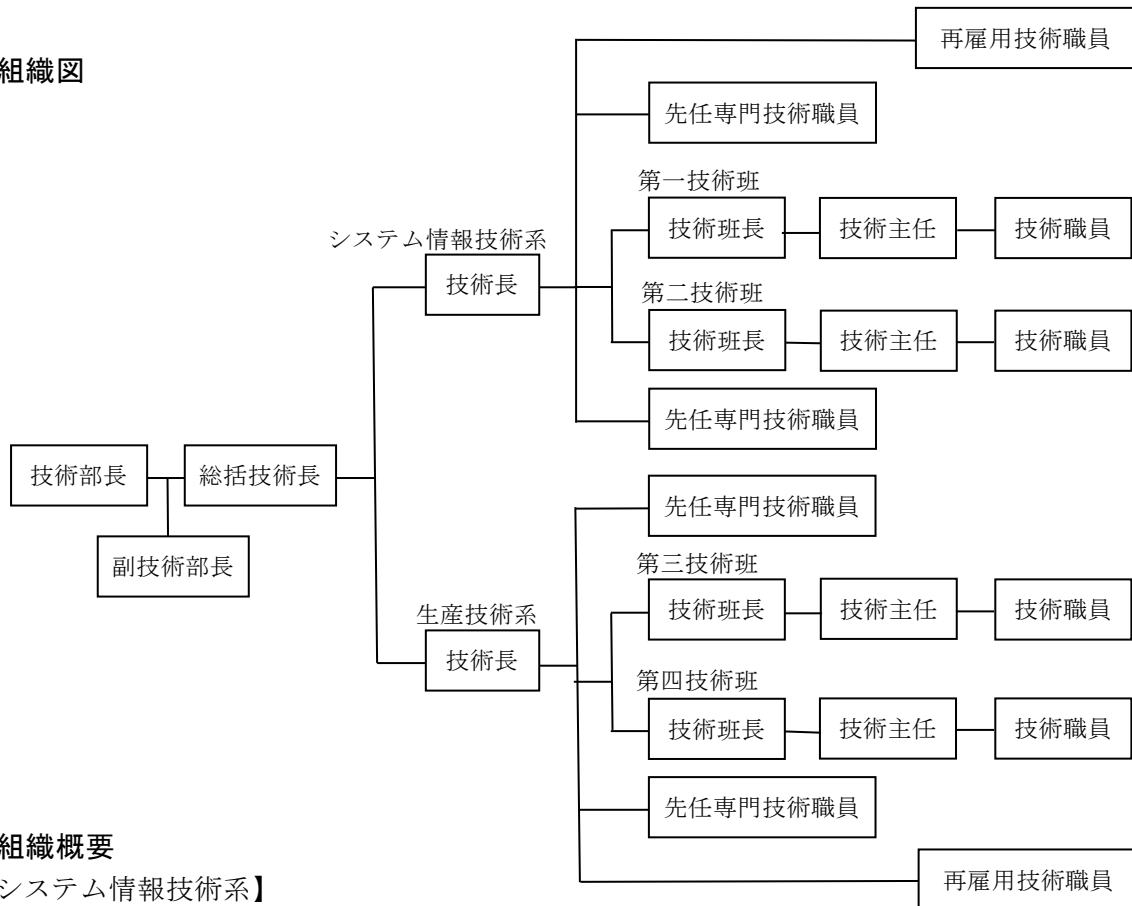 組織図
再雇用技術職員
先任専門技術職員
第一技術班
技術班長 技術主任 技術職員
システム情報技術系
技術長
第二技術班
技術班長 技術主任 技術職員
先任専門技術職員
技術部長 総括技術長
副技術部長
先任専門技術職員
第三技術班
技術班長 技術主任 技術職員
生産技術系
技術長
第四技術班
技術班長 技術主任 技術職員
先任専門技術職員
組織概要
再雇用技術職員
システム情報技術系】